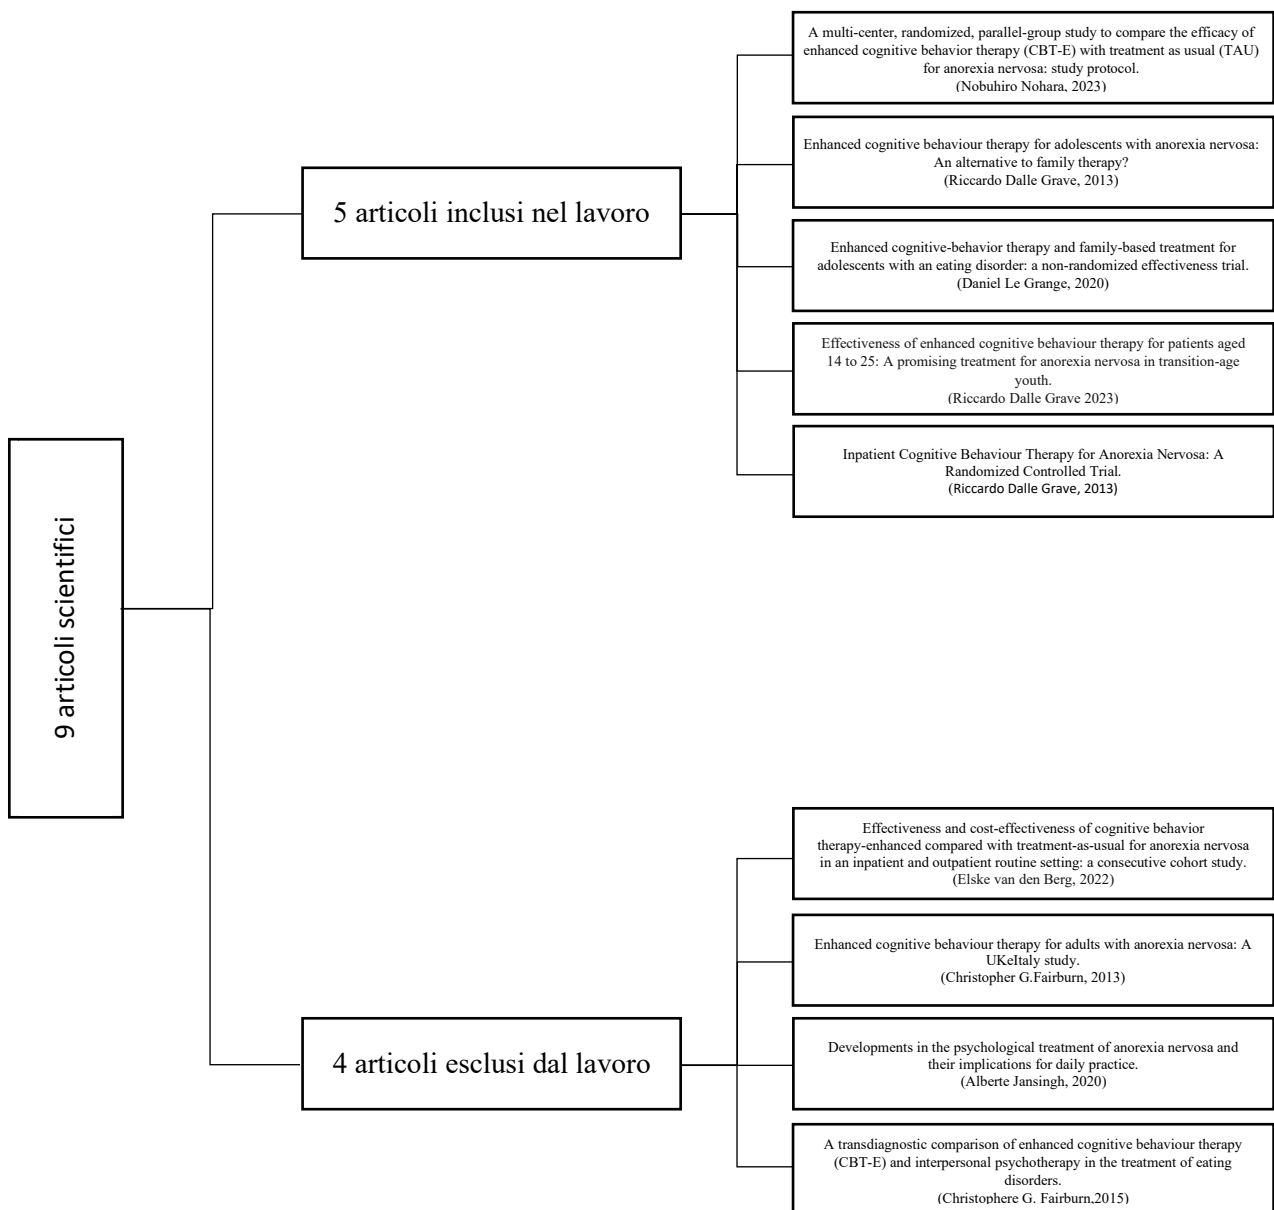 9 articoli scientifici
5 articoli inclusi nel lavoro
A multi-center, randomized, parallel-group study to compare the efficacy of
enhanced cognitive behavior therapy (CBT-E) with treatment as usual (TAU)
for anorexia nervosa: study protocol.
(Nobuhiro Nohara, 2023)
Enhanced cognitive behaviour therapy for adolescents with anorexia nervosa:
An alternative to family therapy?
(Riccardo Dalle Grave, 2013)
Enhanced cognitive-behavior therapy and family-based treatment for
adolescents with an eating disorder: a non-randomized effectiveness trial.
(Daniel Le Grange, 2020)
Effectiveness of enhanced cognitive behaviour therapy for patients aged
14 to 25: A promising treatment for anorexia nervosa in transition-age
youth.
(Riccardo Dalle Grave 2023)
Inpatient Cognitive Behaviour Therapy for Anorexia Nervosa: A
Randomized Controlled Trial.
(Riccardo Dalle Grave, 2013)
4 articoli esclusi dal lavoro
Effectiveness and cost-effectiveness of cognitive behavior
therapy-enhanced compared with treatment-as-usual for anorexia nervosa
in an inpatient and outpatient routine setting: a consecutive cohort study.
(Elske van den Berg, 2022)
Enhanced cognitive behaviour therapy for adults with anorexia nervosa: A
UKeItaly study.
(Christopher G.Fairburn, 2013)
Developments in the psychological treatment of anorexia nervosa and
their implications for daily practice.
(Alberte Jansingh, 2020)
A transdiagnostic comparison of enhanced cognitive behaviour therapy
(CBT-E) and interpersonal psychotherapy in the treatment of eating
disorders.
(Christophere G. Fairburn,2015)